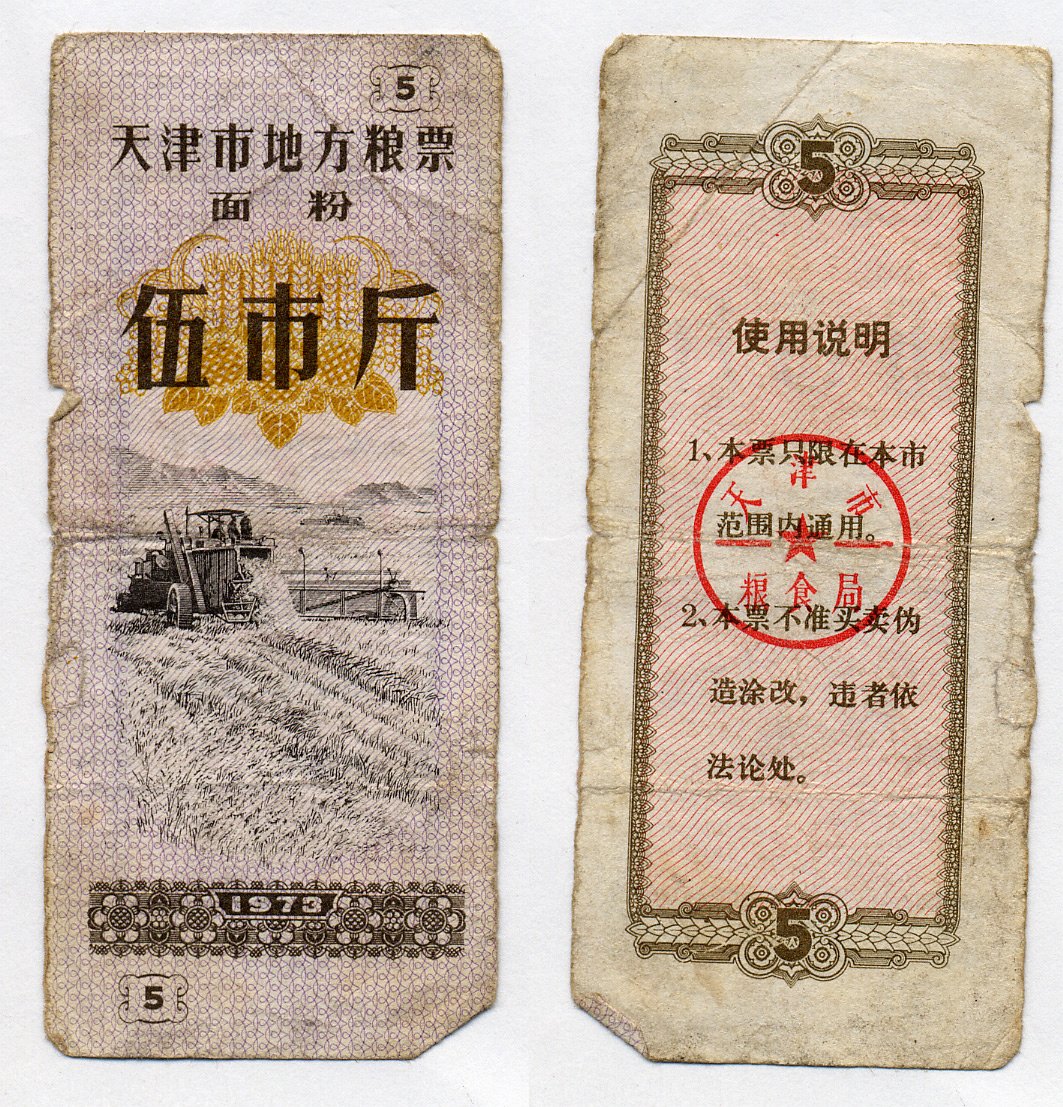 5
天津市地方粮票
面粉
伍市斤
1973
5
5
使用说明
1、本票只限在本市
范围内通用。
2、本票不准买卖伪
造涂改，违者依
法论处。
天津市
粮食局
5